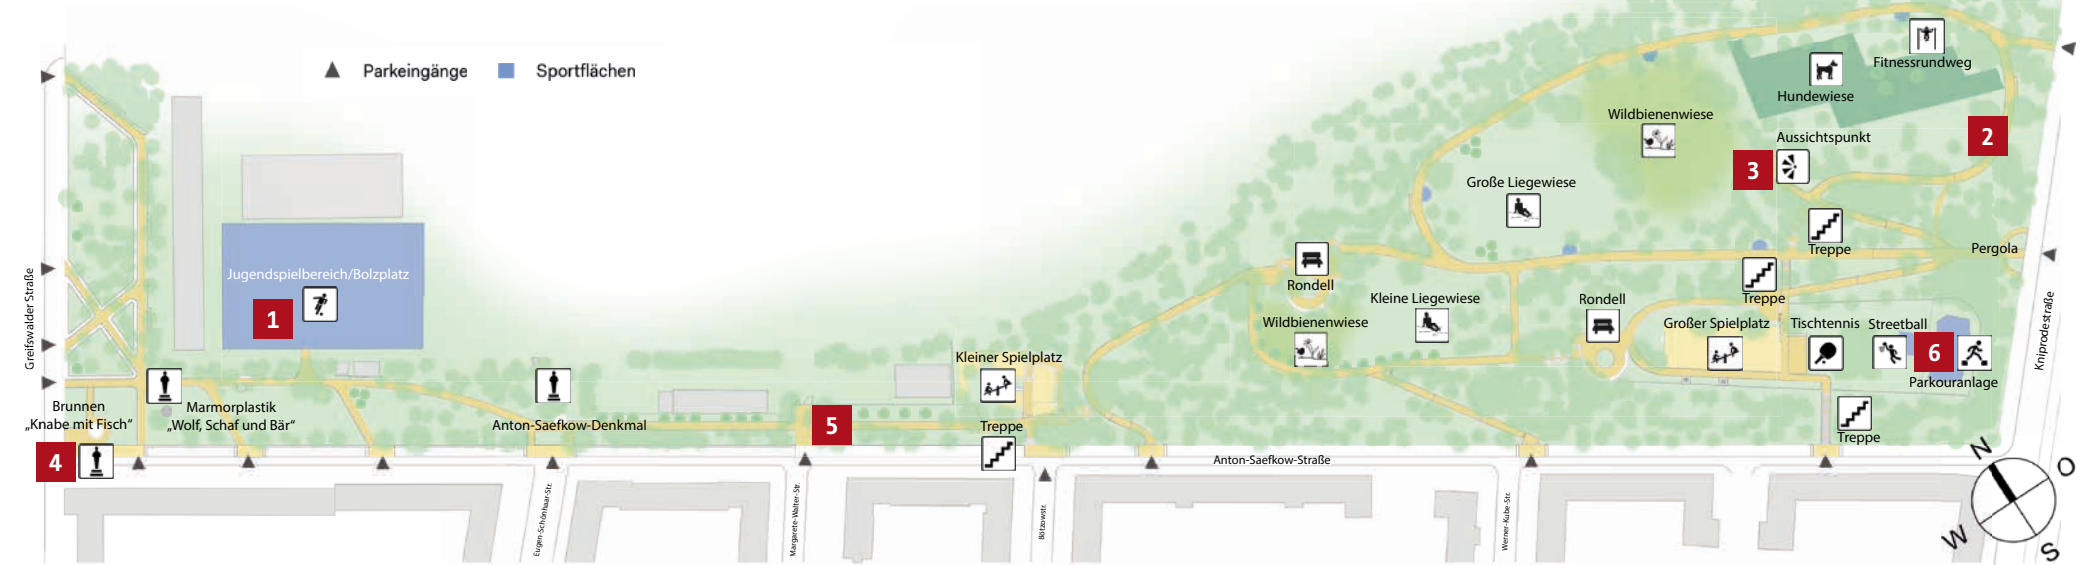 Parkeingänge
Sportflächen
Fitnessrundweg
Hundewiese
Wildbienenwiese
Aussichtspunkt
2
3
Große Liegewiese
Treppe
Pergola
Jugendspielbereich/Bolzplatz
1
Greifswalder Straße
Rondell
Treppe
Kleine Liegewiese
Rondell
Wildbienenwiese
Großer Spielplatz
Tischtennis
Streetball
6
Parkouranlage
Kniprodestraße
Kleiner Spielplatz
Brunnen
„Knabe mit Fisch“
Marmorplastik
„Wolf, Schaf und Bär“
Anton-Saefkow-Denkmal
5
Treppe
Treppe
4
Anton-Saefkow-Straße
Eugen-Schönhaar-Str.
Margarete-Walter-Str.
Bötzowstr.
Werner-Kube-Str.
N
O
W
S